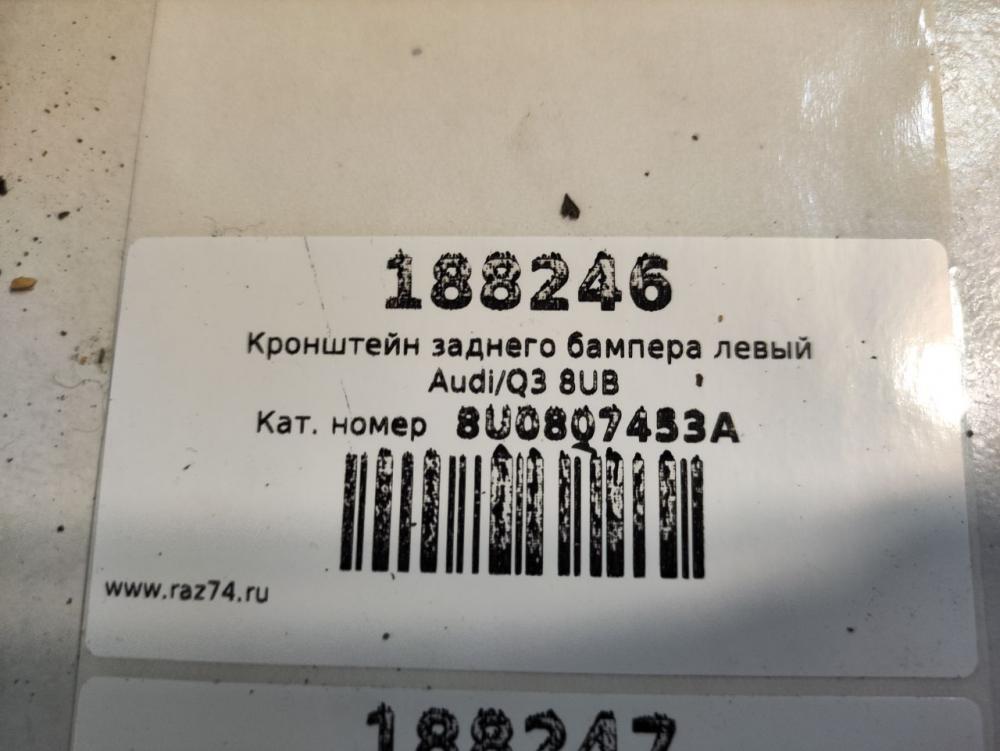 188246
Кронштейн заднего бампера левый
Audi/Q3 8UB
Кат. номер 8U0807453A
www.raz74.ru
188247